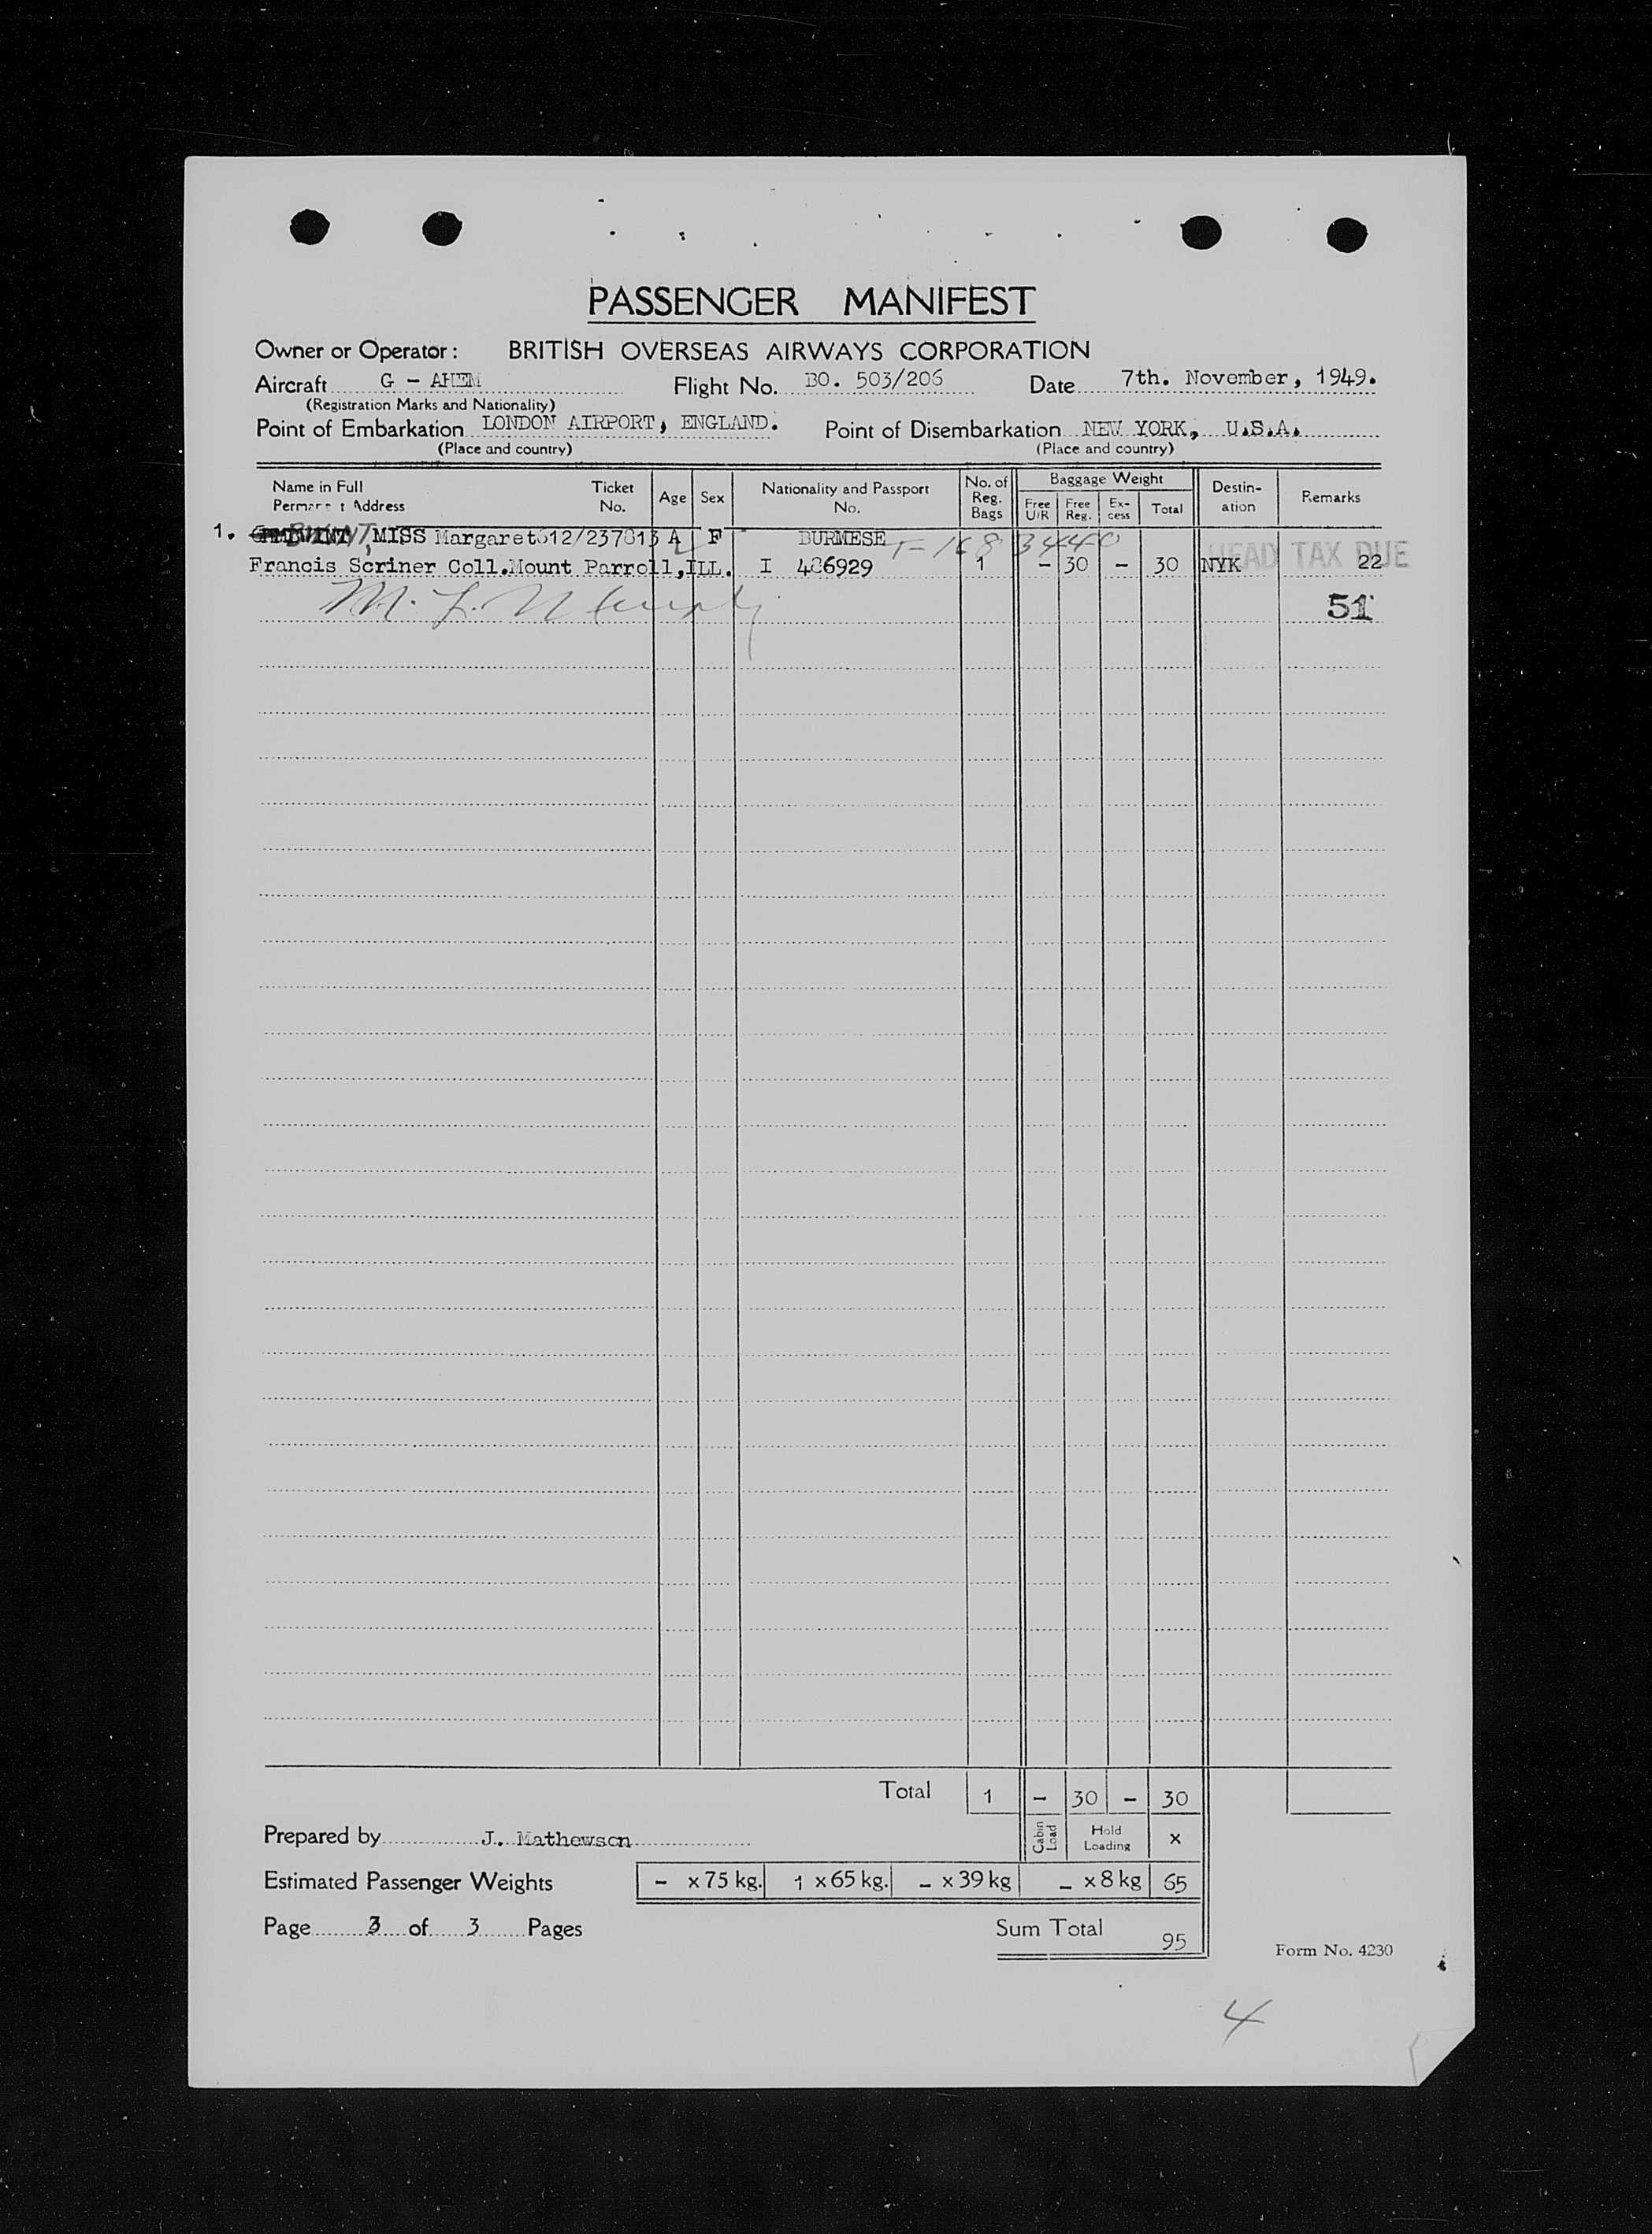 PASSENGER MANIFEST
Owner or Operator: BRITISH OVERSEAS AIRWAYS CORPORATION
Aircraft G - AHEM Flight No. BO. 503/206 Date 7th. November, 1949.
(Registration Marks and Nationality)
Point of Embarkation LONDON AIRPORT, ENGLAND. Point of Disembarkation NEW YORK, U.S.A.
(Place and country) (Place and country)
Name in Full Ticket Age Sex Nationality and Passport No. of Baggage Weight Destin- Remarks
Address No. No. Reg. Free Free Ex- Total ation
Bags U/R Reg. cess
1. MISS Margaret 612/237813 A F BURMESE T-1683440
Francis Scriner Coll. Mount Parroll, ILL. I 486929 1 - 30 - 30 NYK HEAD TAX DUE 22
M. L. 51
Total 1 - 30 - 30
Prepared by J. Mathewson Cabin Load Hold Loading x
Estimated Passenger Weights - x 75 kg. 1 x 65 kg. - x 39 kg - x 8 kg 65
Page 3 of 3 Pages Sum Total 95
Form No. 4230
4